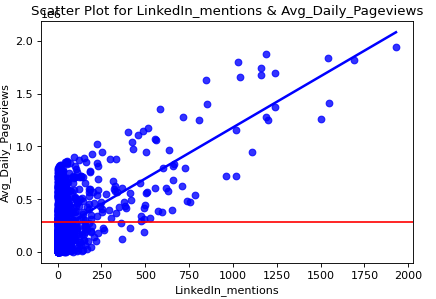 Scatter Plot for LinkedIn_mentions & Avg_Daily_Pageviews
1e6
2.0
1.5
1.0
0.5
0.0
Avg_Daily_Pageviews
0 250 500 750 1000 1250 1500 1750 2000
LinkedIn_mentions